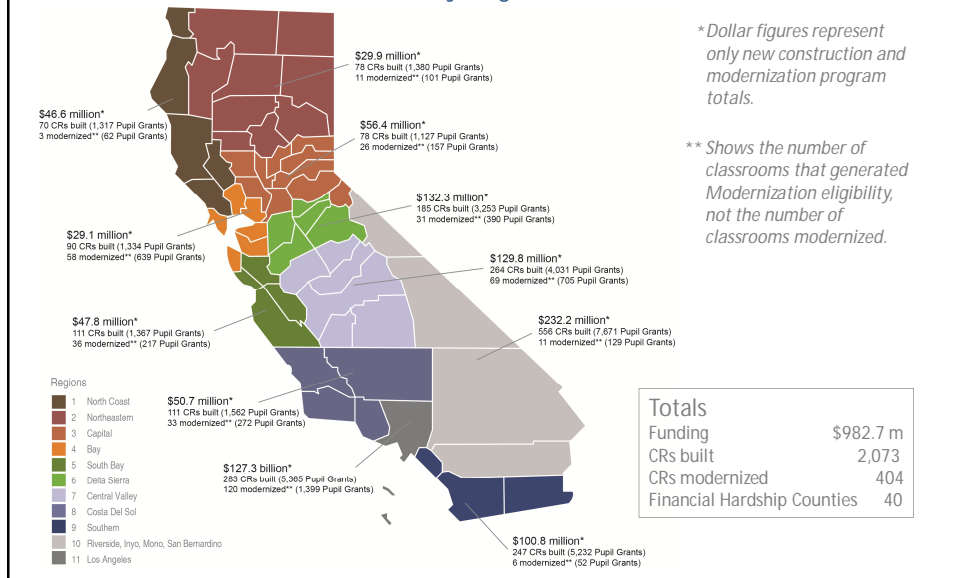 *Dollar figures represent
only new construction and
modernization program
totals.
** Shows the number of
classrooms that generated
Modernization eligibility,
not the number of
classrooms modernized.
$29.9 million*
78 CRs built (1,380 Pupil Grants)
11 modernized** (101 Pupil Grants)
$46.6 million*
70 CRs built (1,317 Pupil Grants)
3 modernized** (62 Pupil Grants)
$56.4 million*
78 CRs built (1,127 Pupil Grants)
26 modernized** (157 Pupil Grants)
$132.3 million*
185 CRs built (3,253 Pupil Grants)
31 modernized** (390 Pupil Grants)
$29.1 million*
90 CRs built (1,334 Pupil Grants)
58 modernized** (639 Pupil Grants)
$129.8 million*
264 CRs built (4,031 Pupil Grants)
69 modernized** (705 Pupil Grants)
$47.8 million*
111 CRs built (1,367 Pupil Grants)
36 modernized** (217 Pupil Grants)
$232.2 million*
556 CRs built (7,671 Pupil Grants)
11 modernized** (129 Pupil Grants)
$50.7 million*
111 CRs built (1,562 Pupil Grants)
33 modernized** (272 Pupil Grants)
$127.3 billion*
283 CRs built (5,365 Pupil Grants)
120 modernized** (1,399 Pupil Grants)
$100.8 million*
247 CRs built (5,232 Pupil Grants)
6 modernized** (52 Pupil Grants)
Regions
1 North Coast
2 Northeastern
3 Capital
4 Bay
5 South Bay
6 Delta Sierra
7 Central Valley
8 Costa Del Sol
9 Southern
10 Riverside, Inyo, Mono, San Bernardino
11 Los Angeles
Totals
Funding $982.7 m
CRs built 2,073
CRs modernized 404
Financial Hardship Counties 40